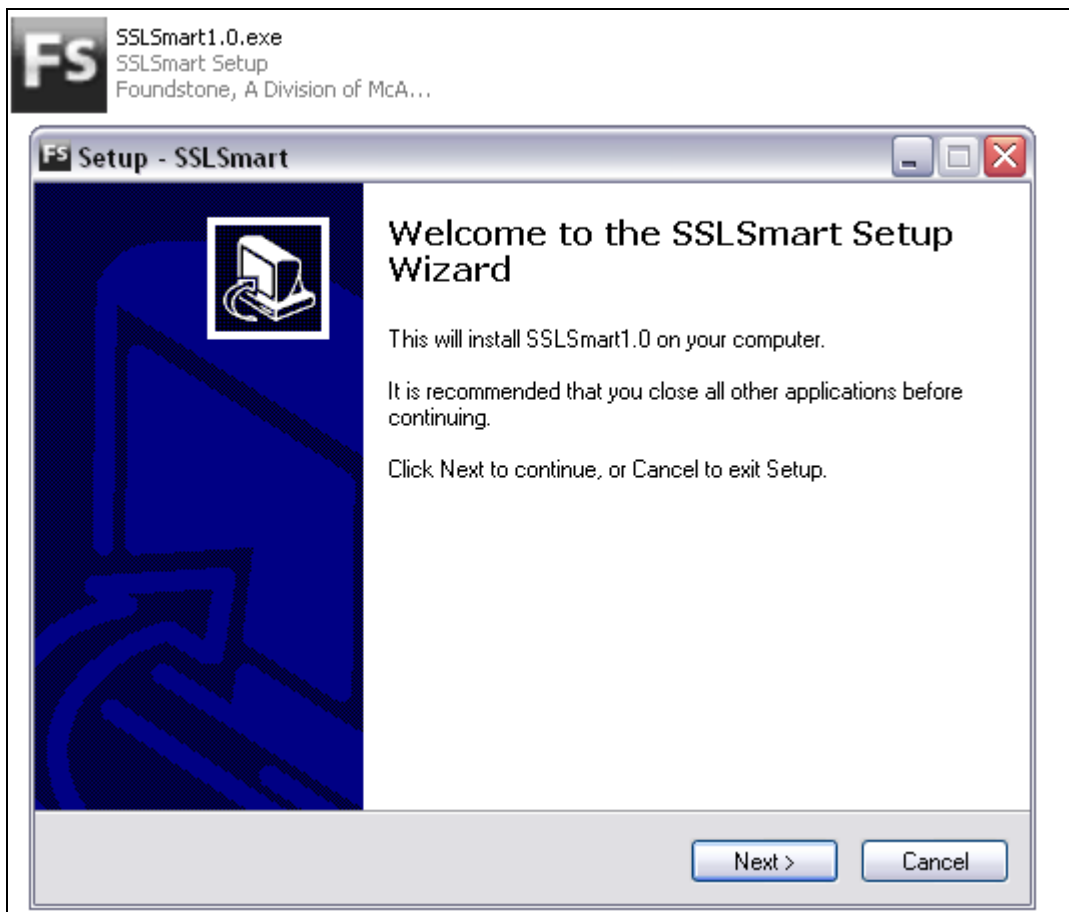 FS
SSLSmart1.0.exe
SSLSmart Setup
Foundstone, A Division of McA...
FS Setup - SSLSmart
Welcome to the SSLSmart Setup
Wizard
This will install SSLSmart1.0 on your computer.
It is recommended that you close all other applications before
continuing.
Click Next to continue, or Cancel to exit Setup.
Next >
Cancel